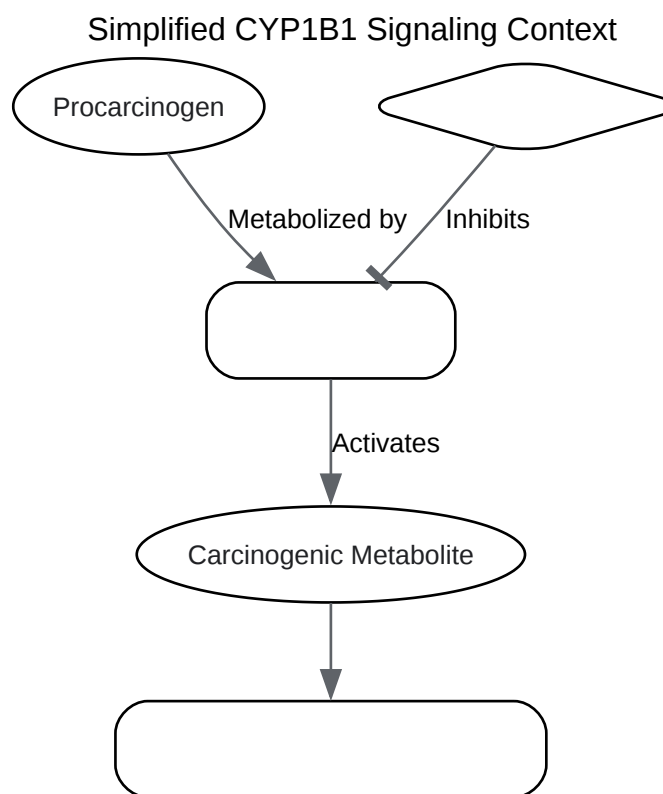 Simplified CYP1B1 Signaling Context
Procarcinogen
Metabolized by
Inhibits
Activates
Carcinogenic Metabolite